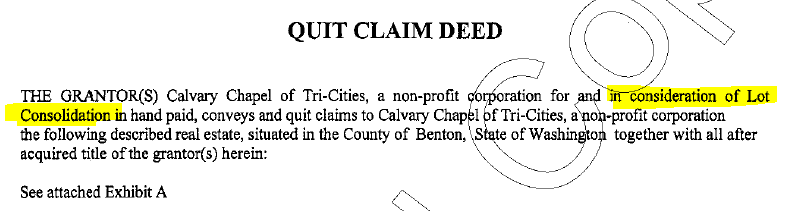 QUIT CLAIM DEED
THE GRANTOR(S) Calvary Chapel of Tri-Cities, a non-profit corporation for and in consideration of Lot
Consolidation in hand paid, conveys and quit claims to Calvary Chapel of Tri-Cities, a non-profit corporation
the following described real estate, situated in the County of Benton, State of Washington together with all after
acquired title of the grantor(s) herein:
See attached Exhibit A